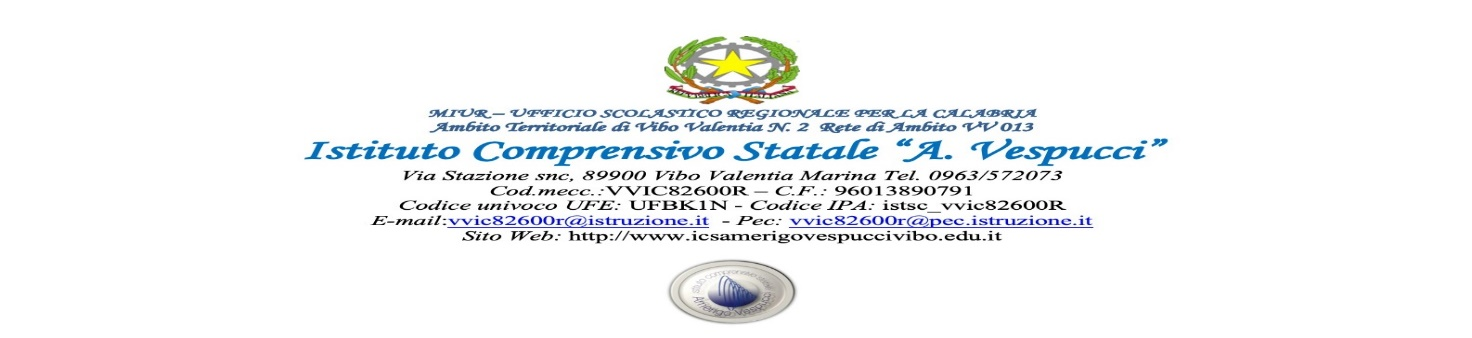 MIUR – UFFICIO SCOLASTICO REGIONALE PER LA CALABRIA
Ambito Territoriale di Vibo Valentia N. 2 Rete di Ambito VV 013
Istituto Comprensivo Statale “A. Vespucci”
Via Stazione snc, 89900 Vibo Valentia Marina Tel. 0963/572073
Cod.mecc.:VVIC82600R – C.F.: 96013890791
Codice univoco UFE: UFBK1N - Codice IPA: istsc_vvic82600R
E-mail:vvic82600r@istruzione.it - Pec: vvic82600r@pec.istruzione.it
Sito Web: http://www.icsamerigovespuccivibo.edu.it
Amerigo Vespucci